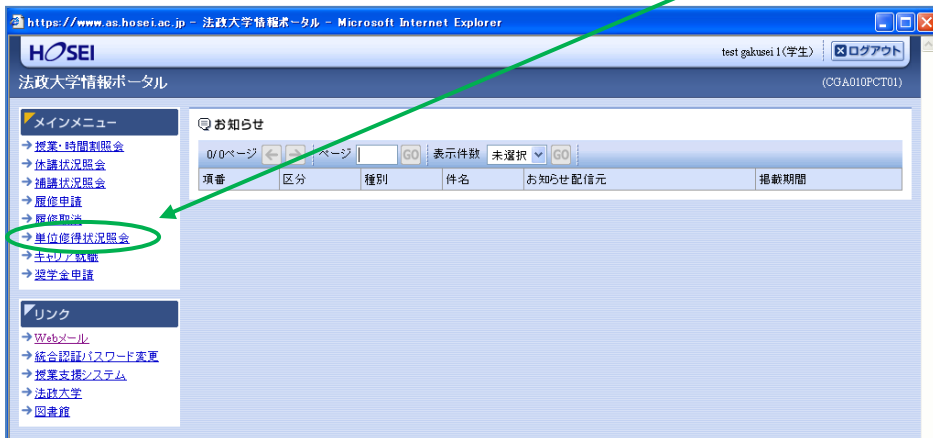 https://www.as.hosei.ac.jp - 法政大学情報ポータル - Microsoft Internet Explorer
HOSEI
test gakusei 1(学生)
ログアウト
法政大学情報ポータル
(CGA010PCT01)
メインメニュー
授業・時間割照会
休講状況照会
補講状況照会
履修申請
履修取消
単位修得状況照会
キャリア就職
奨学金申請
リンク
Webメール
統合認証パスワード変更
授業支援システム
法政大学
図書館
お知らせ
0/0ページ ページ GO 表示件数 未選択 GO
項番 区分 種別 件名 お知らせ配信元 掲載期間